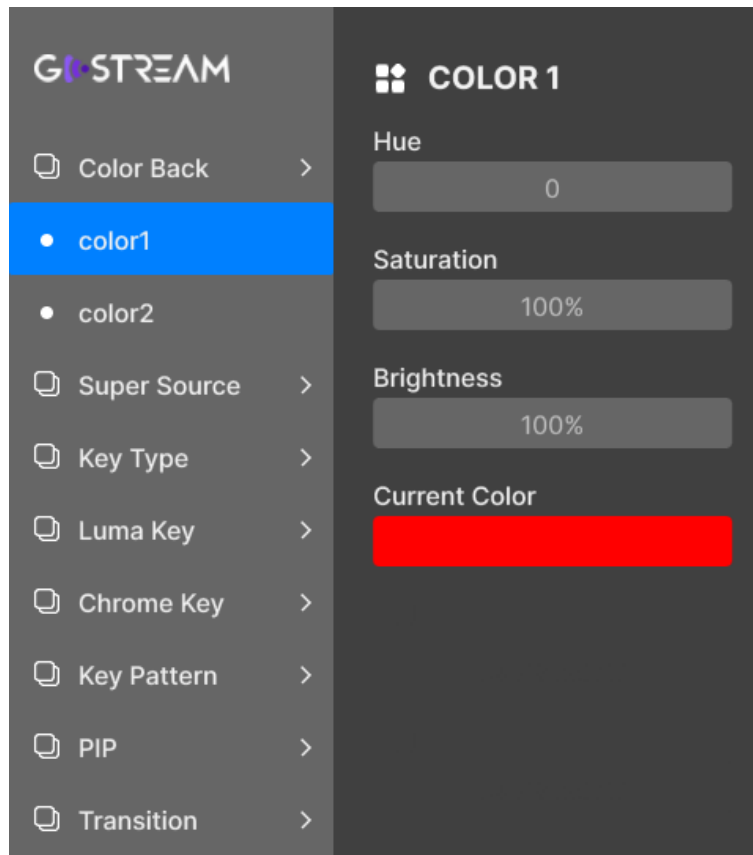 GOSTREAM
Color Back
color1
color2
Super Source
Key Type
Luma Key
Chrome Key
Key Pattern
PIP
Transition
COLOR 1
Hue
0
Saturation
100%
Brightness
100%
Current Color